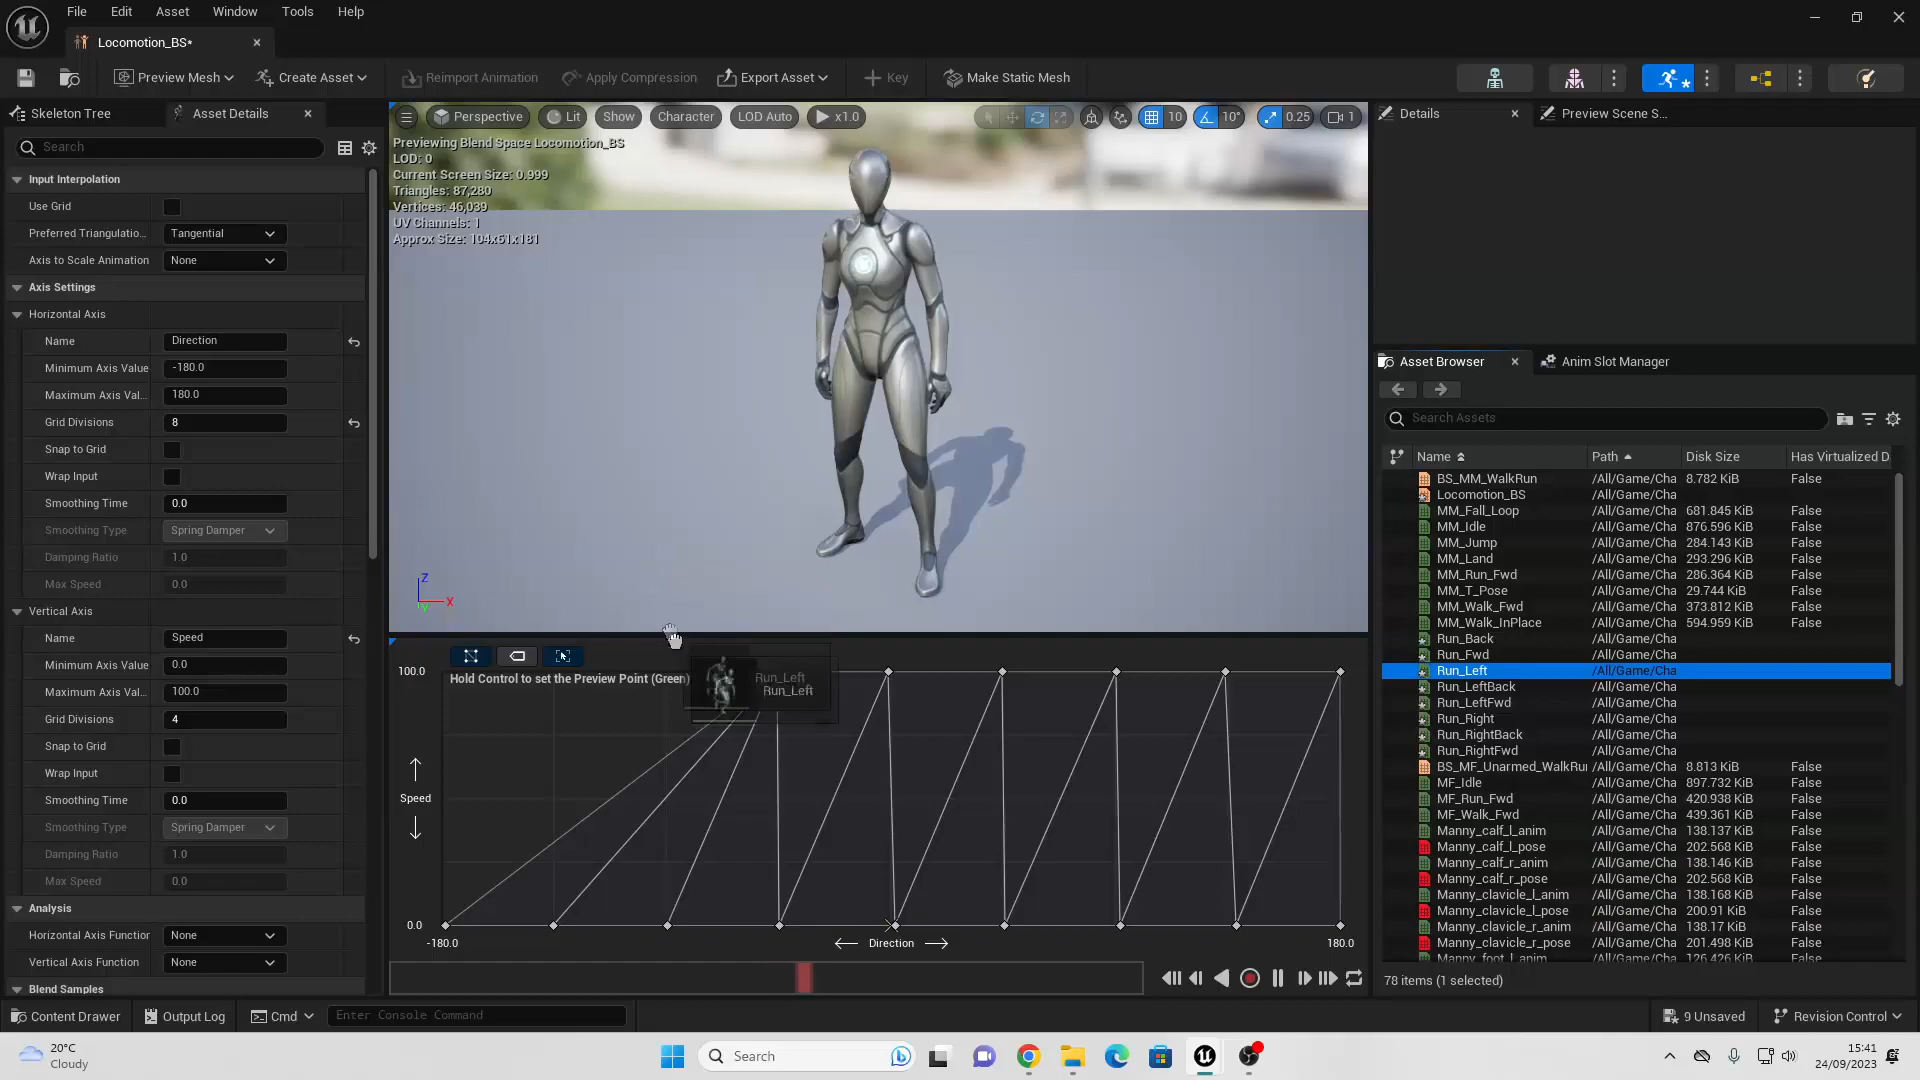 File Edit Asset Window Tools Help
Locomotion_BS*
Preview Mesh Create Asset Reimport Animation Apply Compression Export Asset Key Make Static Mesh
Skeleton Tree Asset Details
Search
Input Interpolation
Use Grid
Preferred Triangulatio... Tangential
Axis to Scale Animation None
Axis Settings
Horizontal Axis
Name Direction
Minimum Axis Value -180.0
Maximum Axis Val... 180.0
Grid Divisions 8
Snap to Grid
Wrap Input
Smoothing Time 0.0
Smoothing Type Spring Damper
Damping Ratio 1.0
Max Speed 0.0
Vertical Axis
Name Speed
Minimum Axis Value 0.0
Maximum Axis Val... 100.0
Grid Divisions 4
Snap to Grid
Wrap Input
Smoothing Time 0.0
Smoothing Type Spring Damper
Damping Ratio 1.0
Max Speed 0.0
Analysis
Horizontal Axis Function None
Vertical Axis Function None
Blend Samples
Perspective Lit Show Character LOD Auto x1.0 10 10° 0.25 1
Previewing Blend Space Locomotion_BS
LOD: 0
Current Screen Size: 0.999
Triangles: 87,280
Vertices: 46,039
UV Channels: 1
Approx Size: 104x61x181
Z
X
Y
100.0
Hold Control to set the Preview Point (Green)
Run_Left
Run_Left
Speed
0.0
-180.0 Direction 180.0
Details Preview Scene S...
Asset Browser Anim Slot Manager
Search Assets
Name Path Disk Size Has Virtualized D
BS_MM_WalkRun /All/Game/Cha 8.782 KiB False
Locomotion_BS /All/Game/Cha
MM_Fall_Loop /All/Game/Cha 681.845 KiB False
MM_Idle /All/Game/Cha 876.596 KiB False
MM_Jump /All/Game/Cha 284.143 KiB False
MM_Land /All/Game/Cha 293.296 KiB False
MM_Run_Fwd /All/Game/Cha 286.364 KiB False
MM_T_Pose /All/Game/Cha 29.744 KiB False
MM_Walk_Fwd /All/Game/Cha 373.812 KiB False
MM_Walk_InPlace /All/Game/Cha 594.959 KiB False
Run_Back /All/Game/Cha
Run_Fwd /All/Game/Cha
Run_Left /All/Game/Cha
Run_LeftBack /All/Game/Cha
Run_LeftFwd /All/Game/Cha
Run_Right /All/Game/Cha
Run_RightBack /All/Game/Cha
Run_RightFwd /All/Game/Cha
BS_MF_Unarmed_WalkRu /All/Game/Cha 8.813 KiB False
MF_Idle /All/Game/Cha 897.732 KiB False
MF_Run_Fwd /All/Game/Cha 420.938 KiB False
MF_Walk_Fwd /All/Game/Cha 439.361 KiB False
Manny_calf_l_anim /All/Game/Cha 138.137 KiB False
Manny_calf_l_pose /All/Game/Cha 202.568 KiB False
Manny_calf_r_anim /All/Game/Cha 138.146 KiB False
Manny_calf_r_pose /All/Game/Cha 202.568 KiB False
Manny_clavicle_l_anim /All/Game/Cha 138.168 KiB False
Manny_clavicle_l_pose /All/Game/Cha 200.91 KiB False
Manny_clavicle_r_anim /All/Game/Cha 138.17 KiB False
Manny_clavicle_r_pose /All/Game/Cha 201.498 KiB False
Manny_foot_l_anim /All/Game/Cha 126.426 KiB False
78 items (1 selected)
Content Drawer Output Log Cmd Enter Console Command 9 Unsaved Revision Control
20°C
Cloudy
Search
15:41
24/09/2023